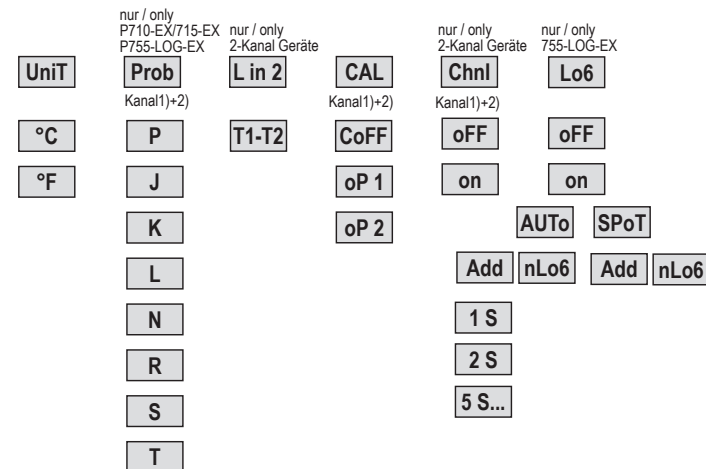 nur / only
P710-EX/715-EX
P755-LOG-EX
nur / only
2-Kanal Geräte
nur / only
2-Kanal Geräte
nur / only
755-LOG-EX
UniT
Prob
L in 2
CAL
Chnl
Lo6
Kanal1)+2)
Kanal1)+2)
Kanal1)+2)
°C
P
T1-T2
CoFF
oFF
oFF
°F
J
oP 1
on
on
K
oP 2
AUTo
SPoT
L
Add
nLo6
Add
nLo6
N
1 S
R
2 S
S
5 S...
T